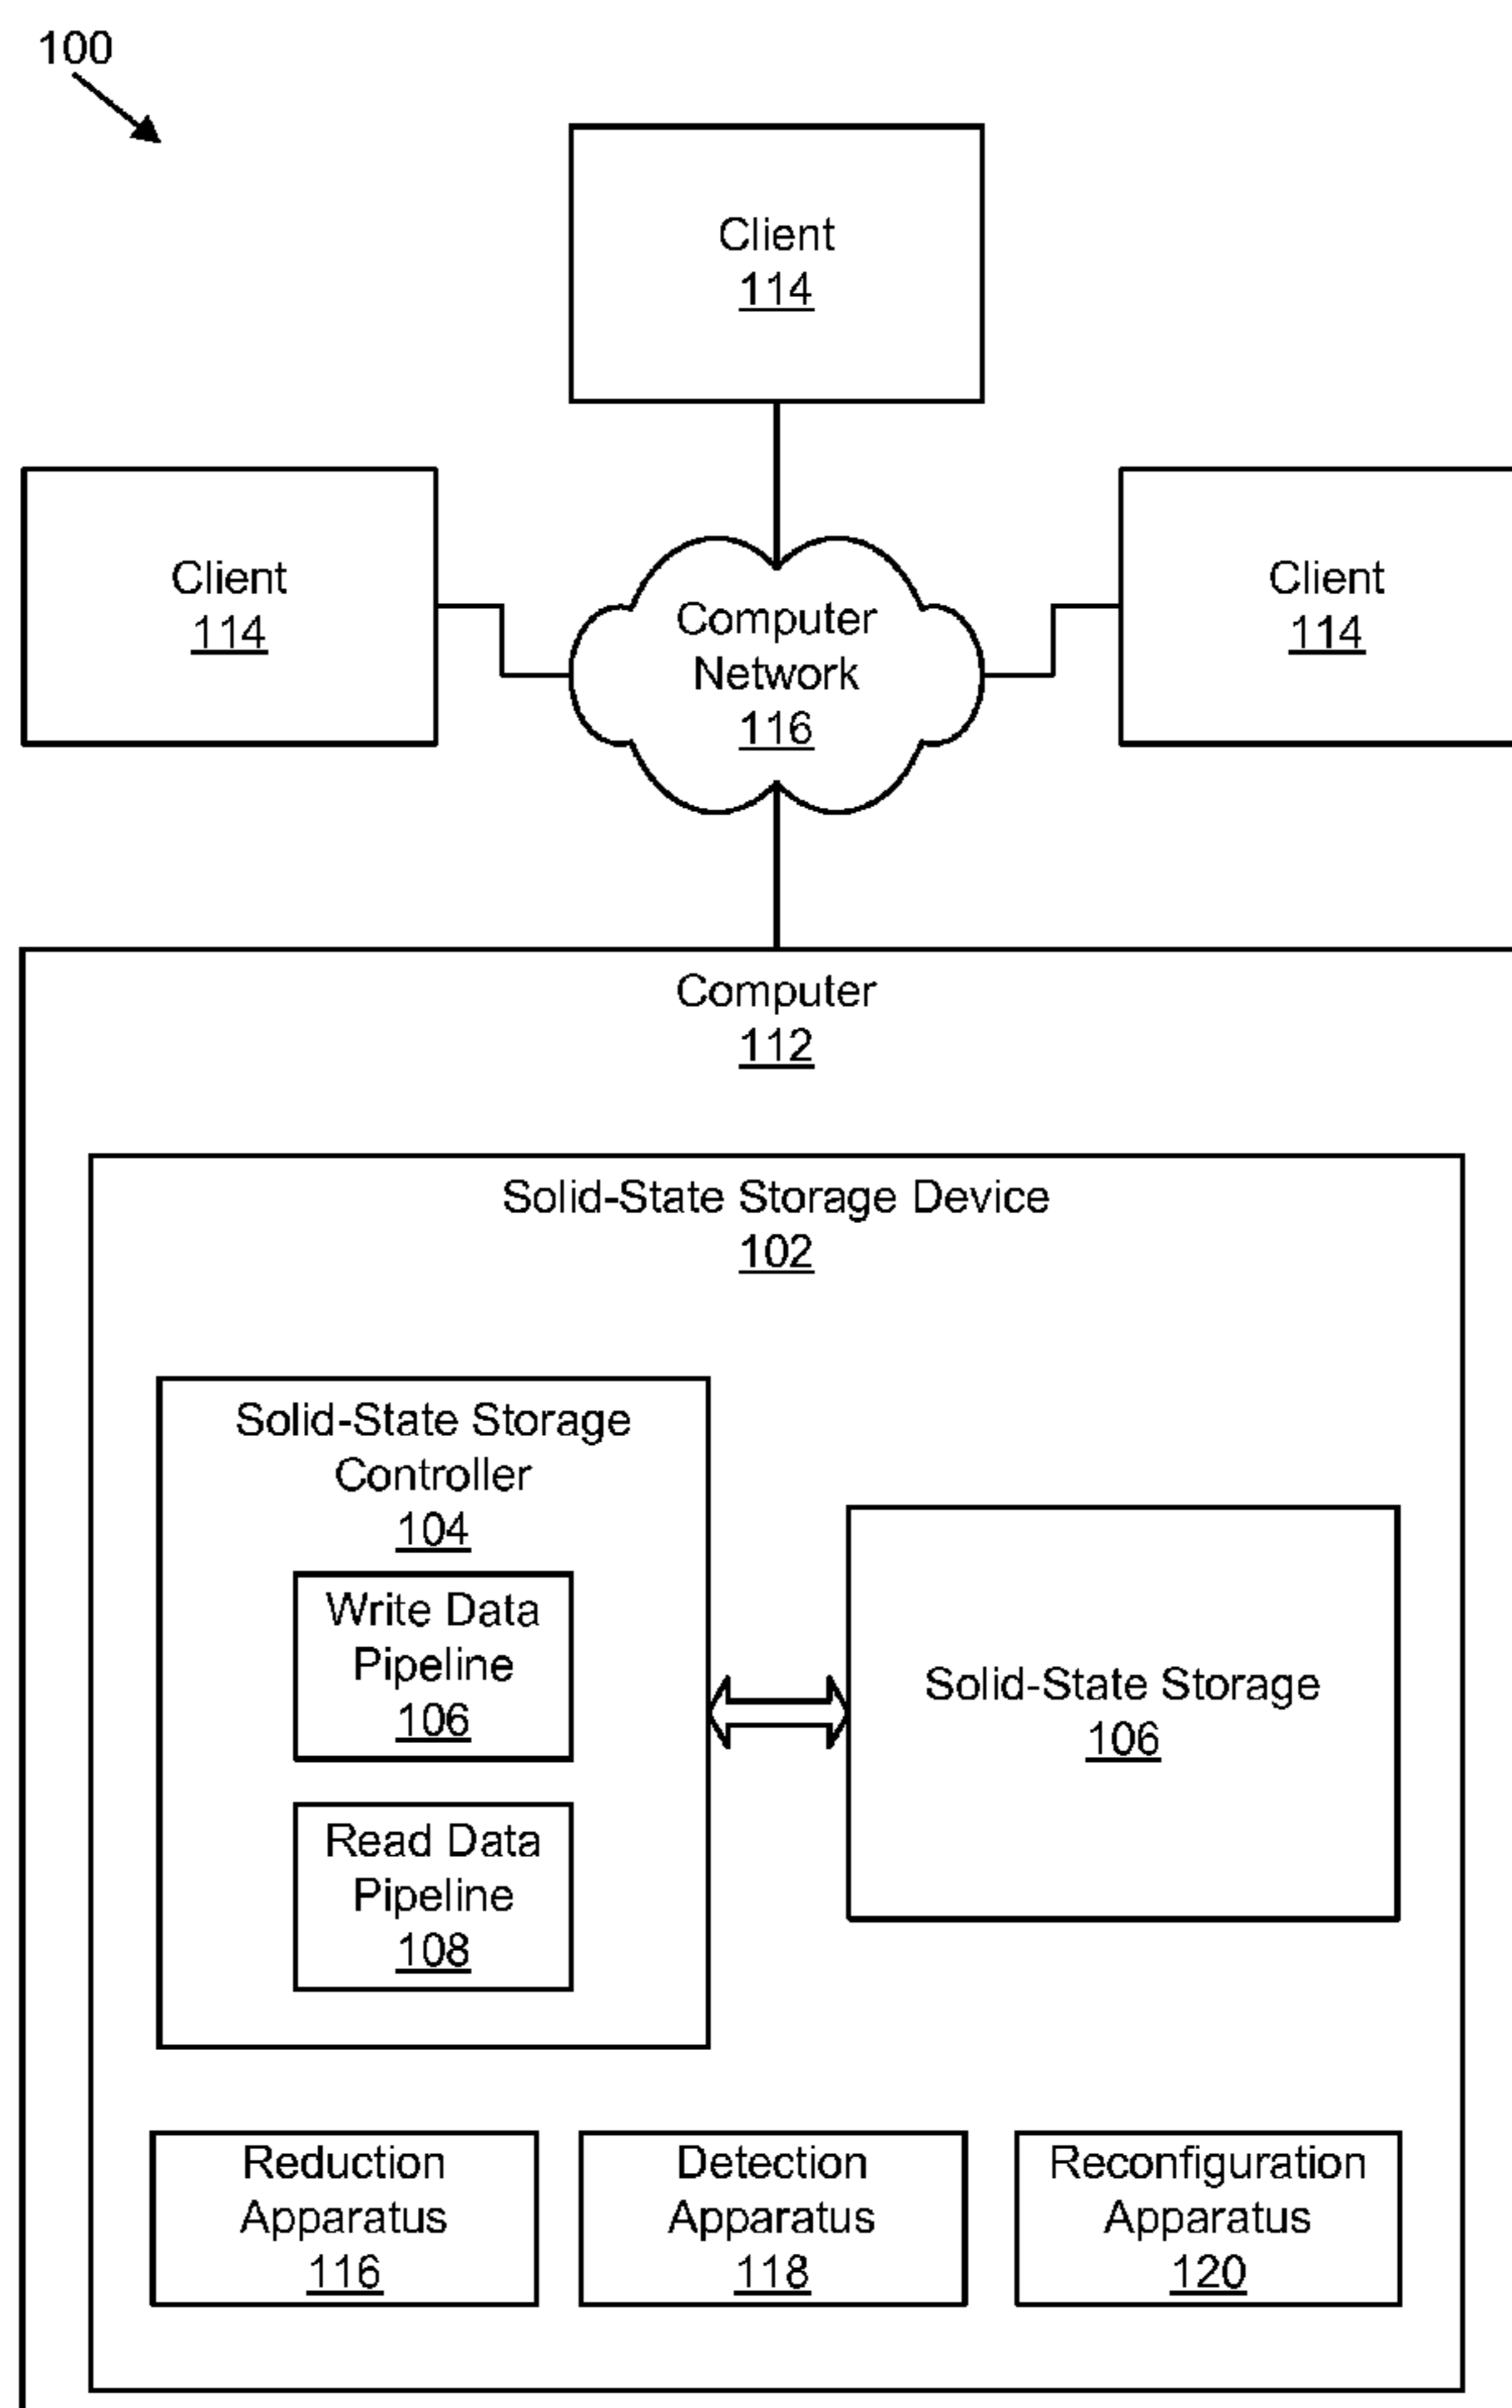 100
Client
114
Client
114
Computer
Network
116
Client
114
Computer
112
Solid-State Storage Device
102
Solid-State Storage
Controller
104
Write Data
Pipeline
106
Read Data
Pipeline
108
Solid-State Storage
106
Reduction
Apparatus
116
Detection
Apparatus
118
Reconfiguration
Apparatus
120